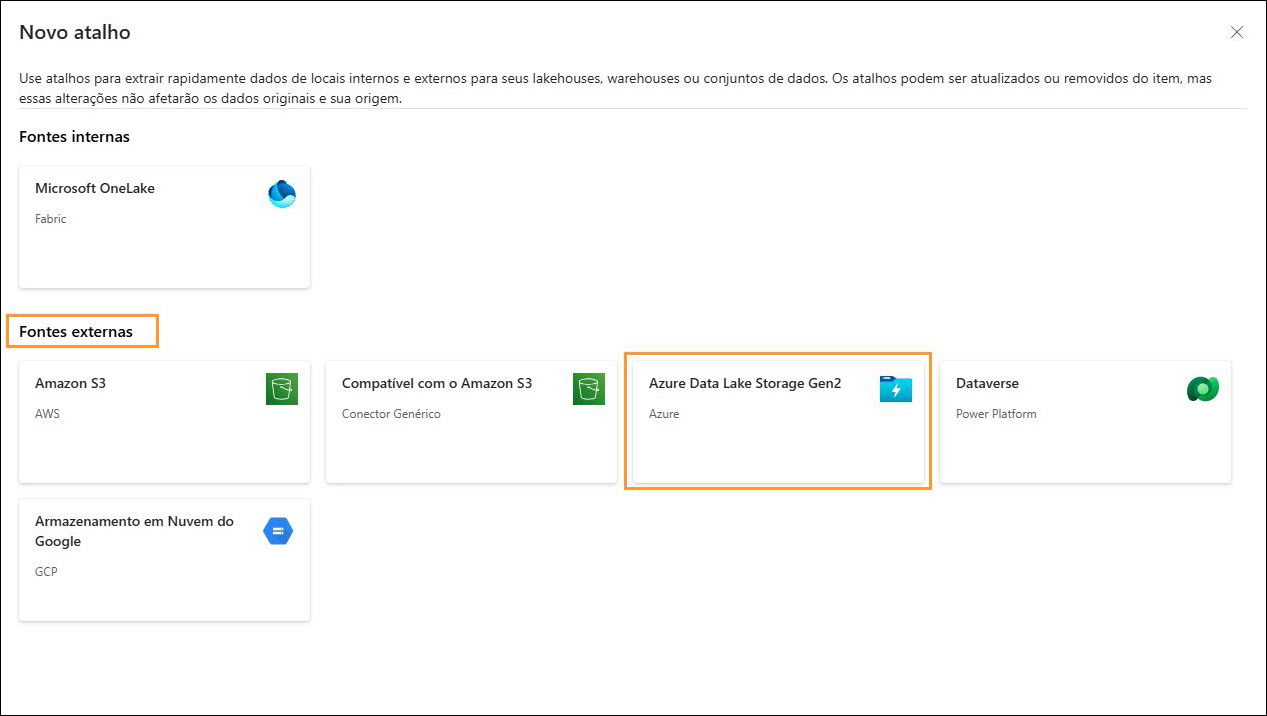 Novo atalho
Use atalhos para extrair rapidamente dados de locais internos e externos para seus lakehouses, warehouses ou conjuntos de dados. Os atalhos podem ser atualizados ou removidos do item, mas
essas alterações não afetarão os dados originais e sua origem.
Fontes internas
Microsoft OneLake
Fabric
Fontes externas
Amazon S3
AWS
Compatível com o Amazon S3
Conector Genérico
Azure Data Lake Storage Gen2
Azure
Dataverse
Power Platform
Armazenamento em Nuvem do
Google
GCP